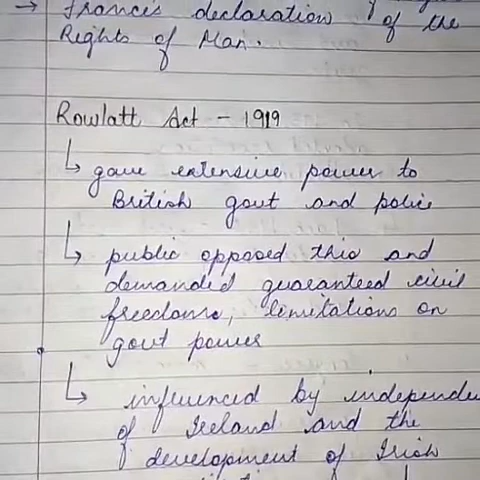 → France's declaration of the
Rights of Man.
Rowlatt Act - 1919
↳ gave extensive power to
British govt and police
↳ public opposed this and
demanded guaranteed civil
freedoms, limitations on
govt power
↳ influenced by independe
of Ireland and the
development of Irish